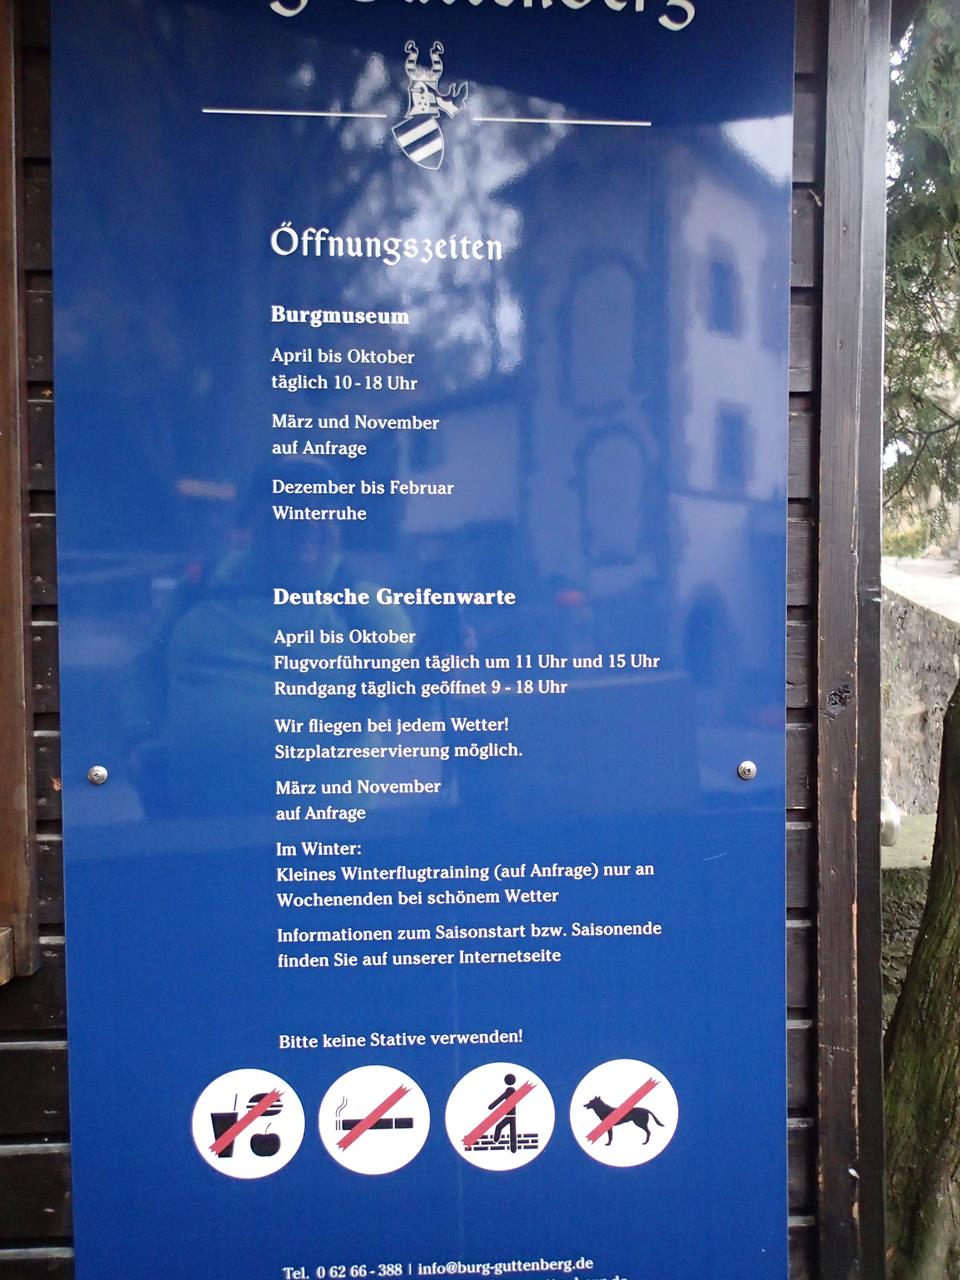 Öffnungszeiten
Burgmuseum
April bis Oktober
täglich 10-18 Uhr
März und November
auf Anfrage
Dezember bis Februar
Winterruhe
Deutsche Greifenwarte
April bis Oktober
Flugvorführungen täglich um 11 Uhr und 15 Uhr
Rundgang täglich geöffnet 9 - 18 Uhr
Wir fliegen bei jedem Wetter!
Sitzplatzreservierung möglich.
März und November
auf Anfrage
Im Winter:
Kleines Winterflugtraining (auf Anfrage) nur an
Wochenenden bei schönem Wetter
Informationen zum Saisonstart bzw. Saisonende
finden Sie auf unserer Internetseite
Bitte keine Stative verwenden!
Tel. 0 62 66 - 388 | info@burg-guttenberg.de